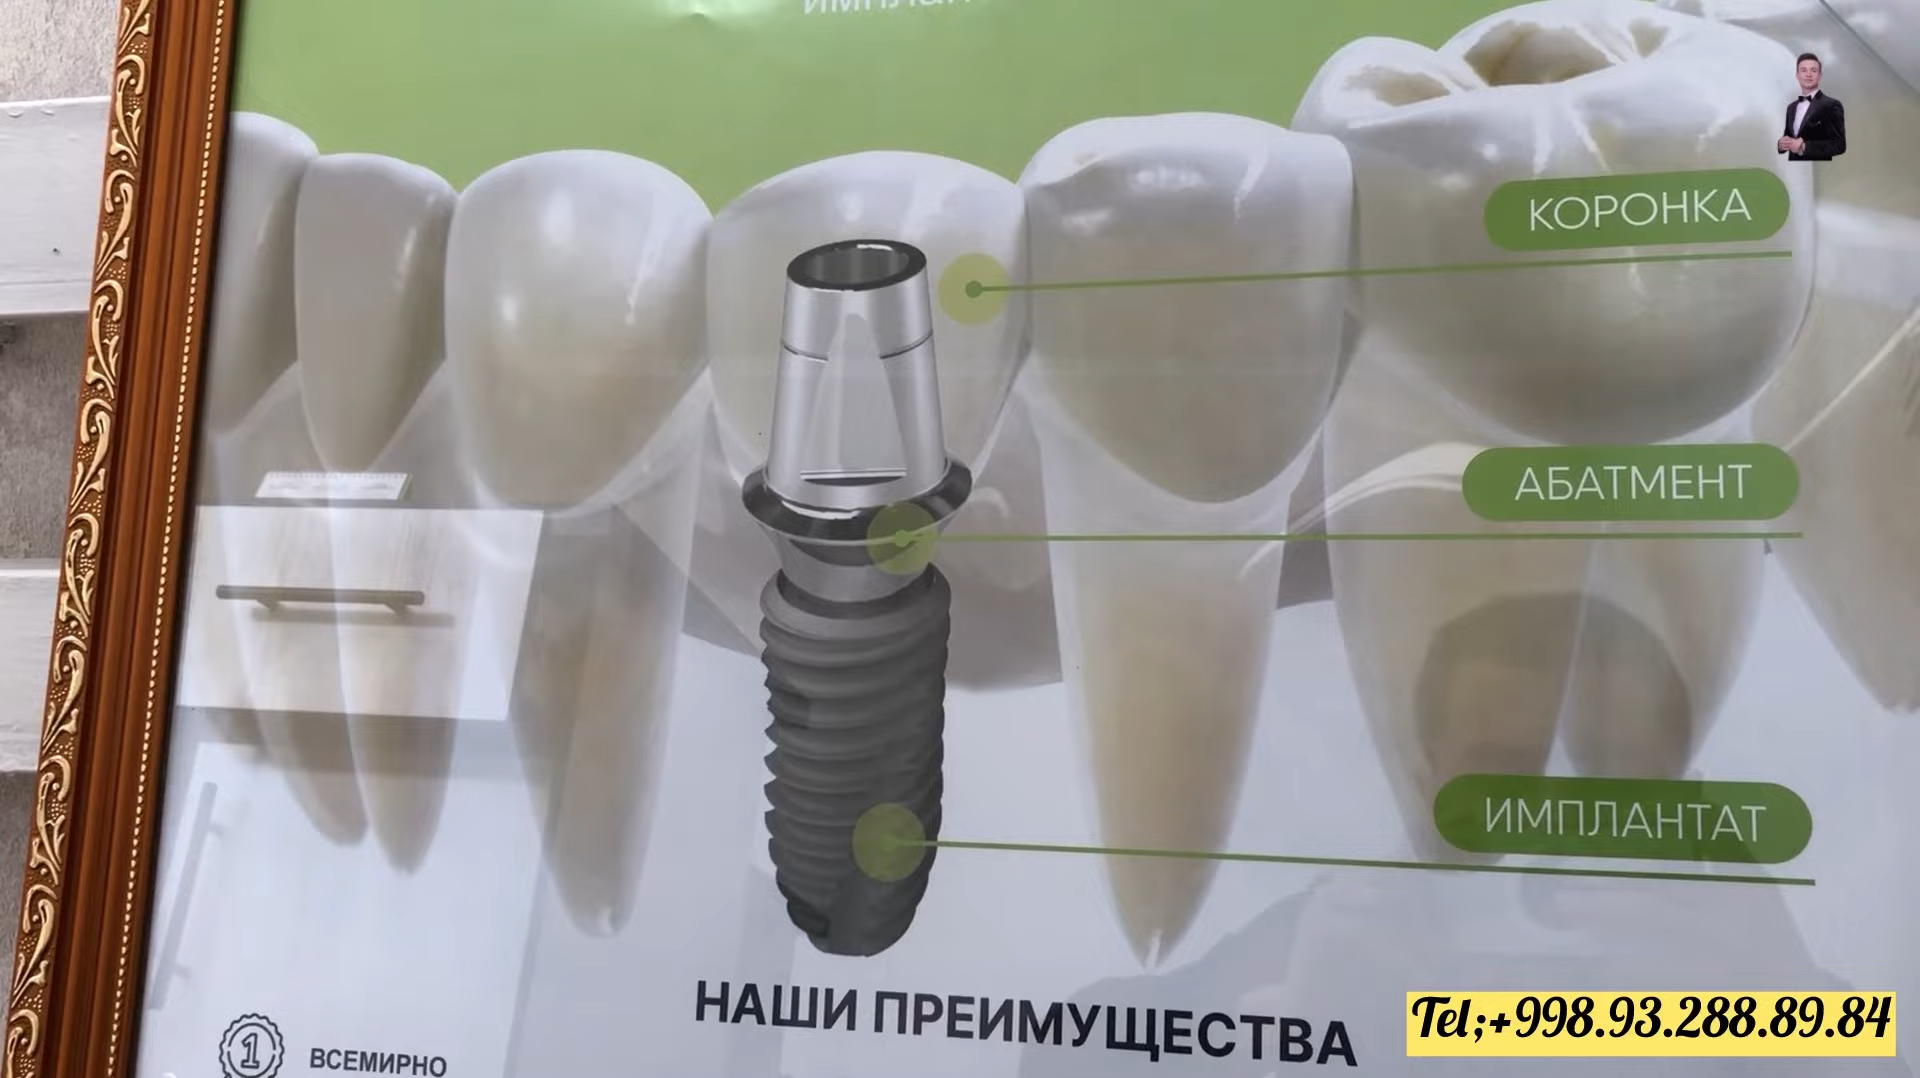 КОРОНКА
АБАТМЕНТ
ИМПЛАНТАТ
НАШИ ПРЕИМУЩЕСТВА
1
ВСЕМИРНО
Tel;+998.93.288.89.84